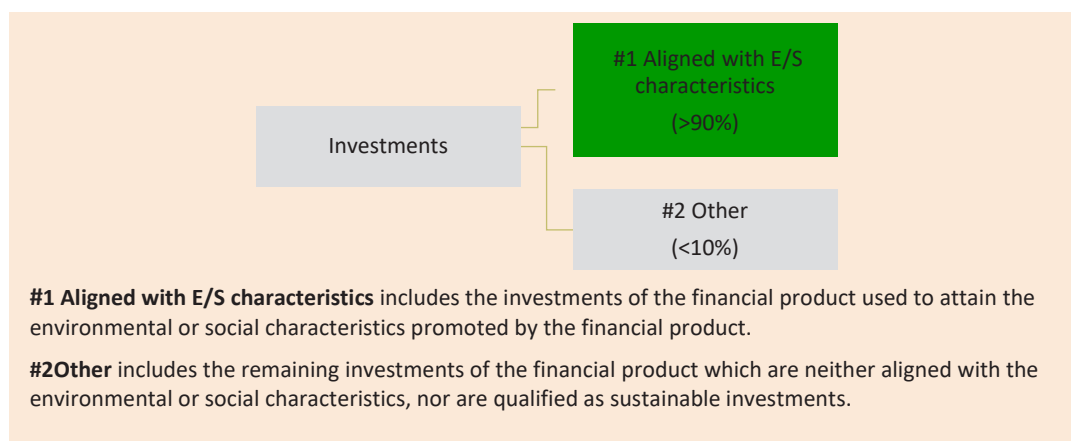 #1 Aligned with E/S
characteristics
(>90%)
Investments
#2 Other
(<10%)
#1 Aligned with E/S characteristics includes the investments of the financial product used to attain the
environmental or social characteristics promoted by the financial product.
#2Other includes the remaining investments of the financial product which are neither aligned with the
environmental or social characteristics, nor are qualified as sustainable investments.